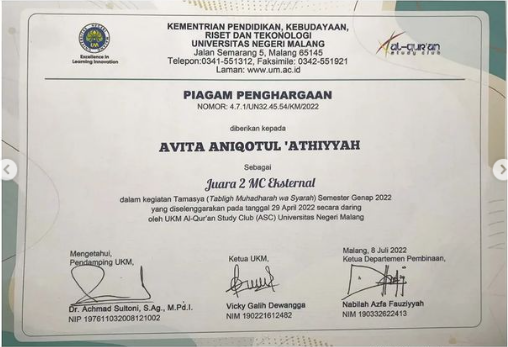 KEMENTRIAN PENDIDIKAN, KEBUDAYAAN,
RISET DAN TEKONOLOGI
UNIVERSITAS NEGERI MALANG
Jalan Semarang 5, Malang 65145
Telepon:0341-551312, Faksimile: 0342-551921
Laman: www.um.ac.id
UM
Excellence in
Learning Innovation
al-qur'an
study club
PIAGAM PENGHARGAAN
NOMOR: 4.7.1/UN32.45.54/KM/2022
diberikan kepada
AVITA ANIQOTUL 'ATHIYYAH
Sebagai
Juara 2 MC Eksternal
dalam kegiatan Tamasya (Tabligh Muhadharah wa Syarah) Semester Genap 2022
yang diselenggarakan pada tanggal 29 April 2022 secara daring
oleh UKM Al-Qur'an Study Club (ASC) Universitas Negeri Malang
Mengetahui,
Pendamping UKM,
Dr. Achmad Sultoni, S.Ag., M.Pd.I.
NIP 197611032008121002
Ketua UKM,
Vicky Galih Dewangga
NIM 190221612482
Malang, 8 Juli 2022
Ketua Departemen Pembinaan,
Nabilah Azfa Fauziyyah
NIM 190332622413